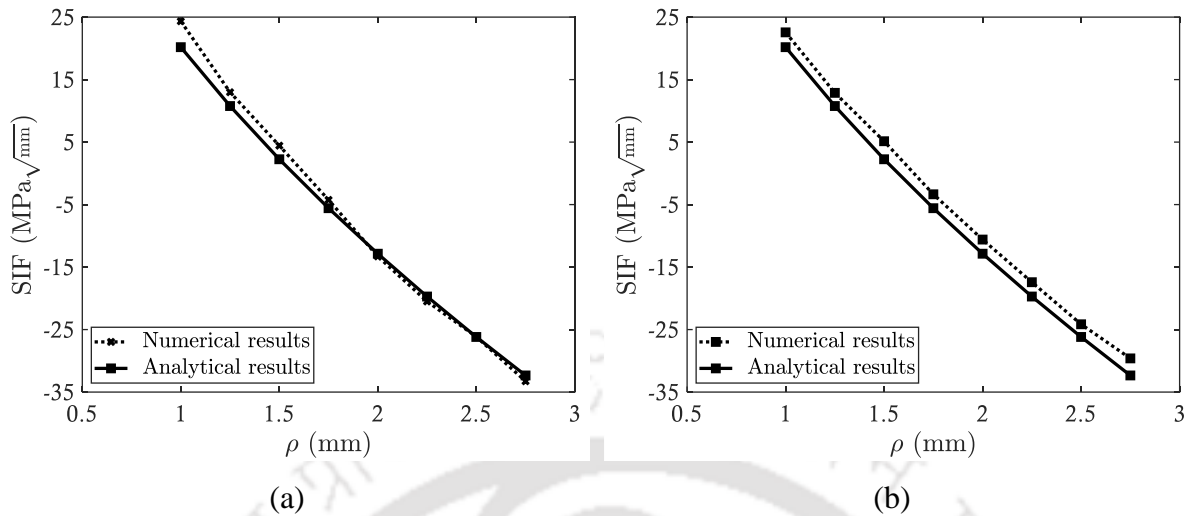 25
15
5
-5
-15
-25
-35
SIF (MPa√mm)
Numerical results
Analytical results
0.5 1 1.5 2 2.5 3
ρ (mm)
(a)
25
15
5
-5
-15
-25
-35
SIF (MPa√mm)
Numerical results
Analytical results
0.5 1 1.5 2 2.5 3
ρ (mm)
(b)